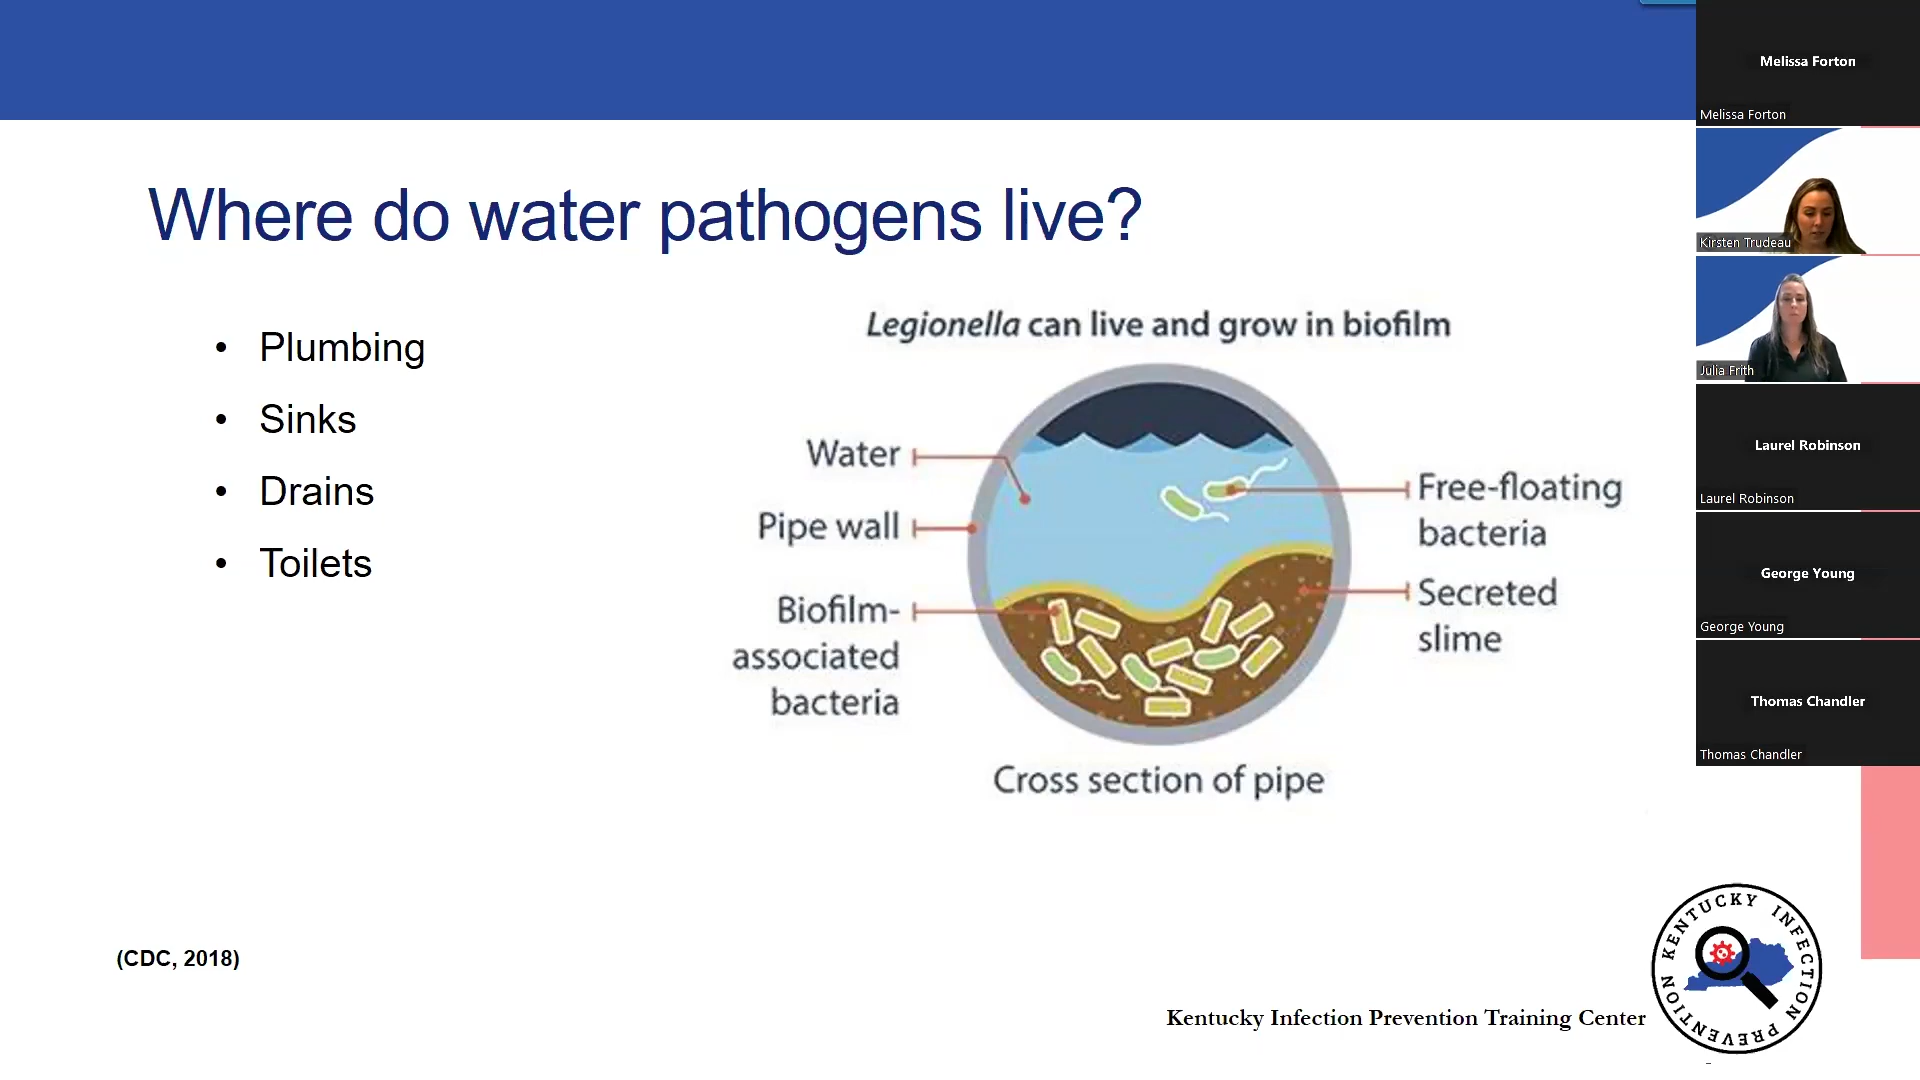 Where do water pathogens live?
• Plumbing
• Sinks
• Drains
• Toilets
Legionella can live and grow in biofilm
Water
Pipe wall
Biofilm-
associated
bacteria
Free-floating
bacteria
Secreted
slime
Cross section of pipe
(CDC, 2018)
Kentucky Infection Prevention Training Center
KENTUCKY INFECTION PREVENTION
Melissa Forton
Melissa Forton
Kirsten Trudeau
Julia Frith
Laurel Robinson
Laurel Robinson
George Young
George Young
Thomas Chandler
Thomas Chandler